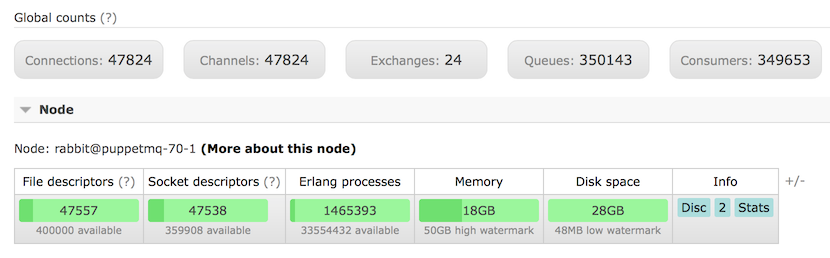 Global counts (?)
Connections: 47824 Channels: 47824 Exchanges: 24 Queues: 350143 Consumers: 349653
Node
Node: rabbit@puppetmq-70-1 (More about this node)
File descriptors (?) Socket descriptors (?) Erlang processes Memory Disk space Info +/-
47557 47538 1465393 18GB 28GB Disc 2 Stats
400000 available 359908 available 33554432 available 50GB high watermark 48MB low watermark